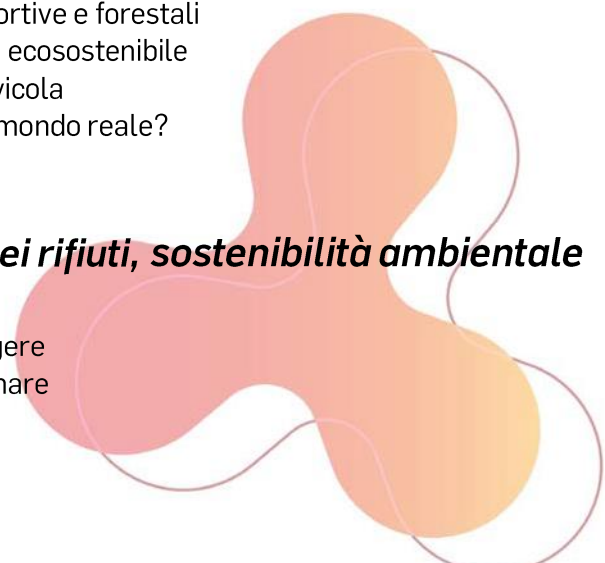 ortive e forestali
ecosostenibile
vicola
mondo reale?
ei rifiuti, sostenibilità ambientale
gere
nare